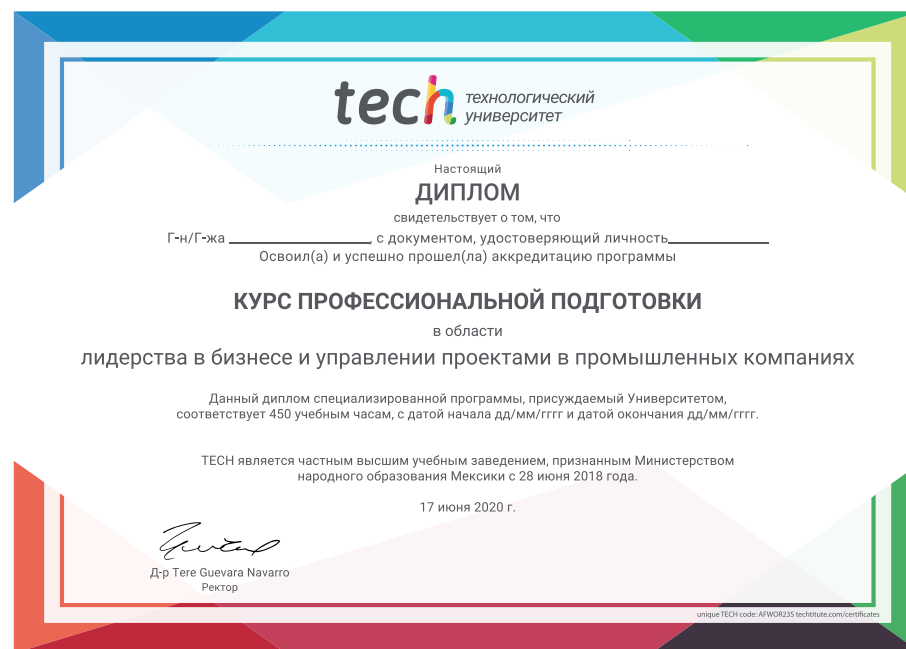 tech технологический
университет
Настоящий
ДИПЛОМ
свидетельствует о том, что
Г-н/Г-жа ____________________, с документом, удостоверяющий личность______________
Освоил(а) и успешно прошел(ла) аккредитацию программы
КУРС ПРОФЕССИОНАЛЬНОЙ ПОДГОТОВКИ
в области
лидерства в бизнесе и управлении проектами в промышленных компаниях
Данный диплом специализированной программы, присуждаемый Университетом,
соответствует 450 учебным часам, с датой начала дд/мм/гггг и датой окончания дд/мм/гггг.
TECH является частным высшим учебным заведением, признанным Министерством
народного образования Мексики с 28 июня 2018 года.
17 июня 2020 г.
Д-р Tere Guevara Navarro
Ректор
unique TECH code: AFWOR23S techtitute.com/certificates